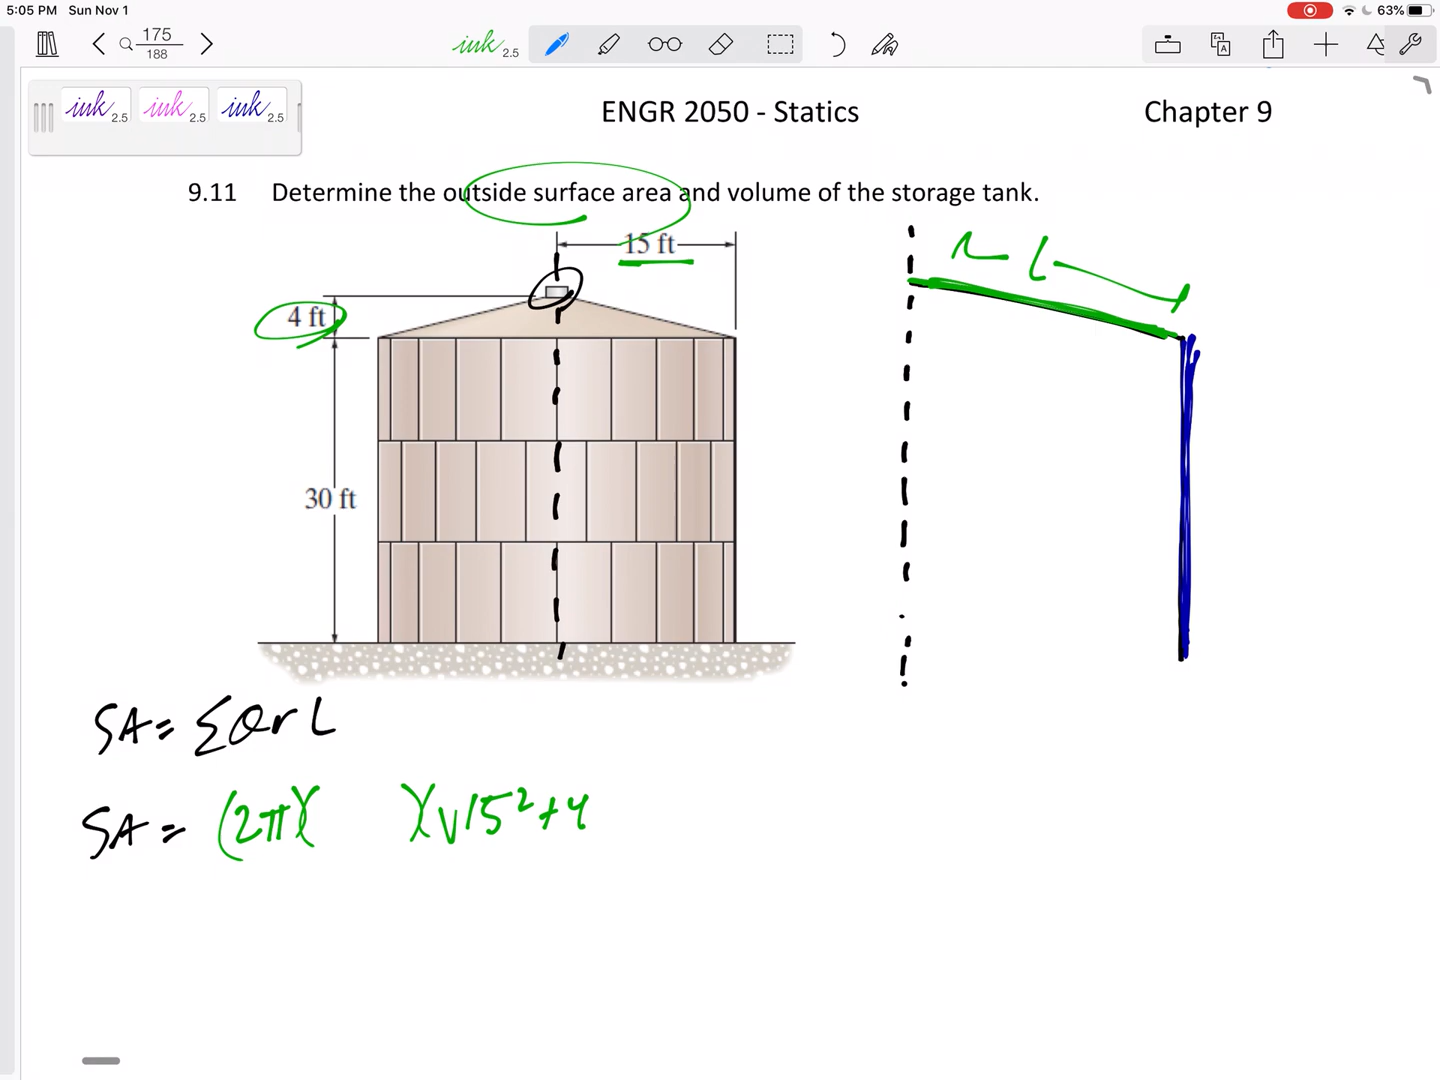 5:05 PM Sun Nov 1
63%
175
188
ink 2.5
ink 2.5 ink 2.5 ink 2.5
ENGR 2050 - Statics Chapter 9
9.11 Determine the outside surface area and volume of the storage tank.
15 ft
L
4 ft
30 ft
SA = ΣθrL
SA = (2π)( )(√15²+4